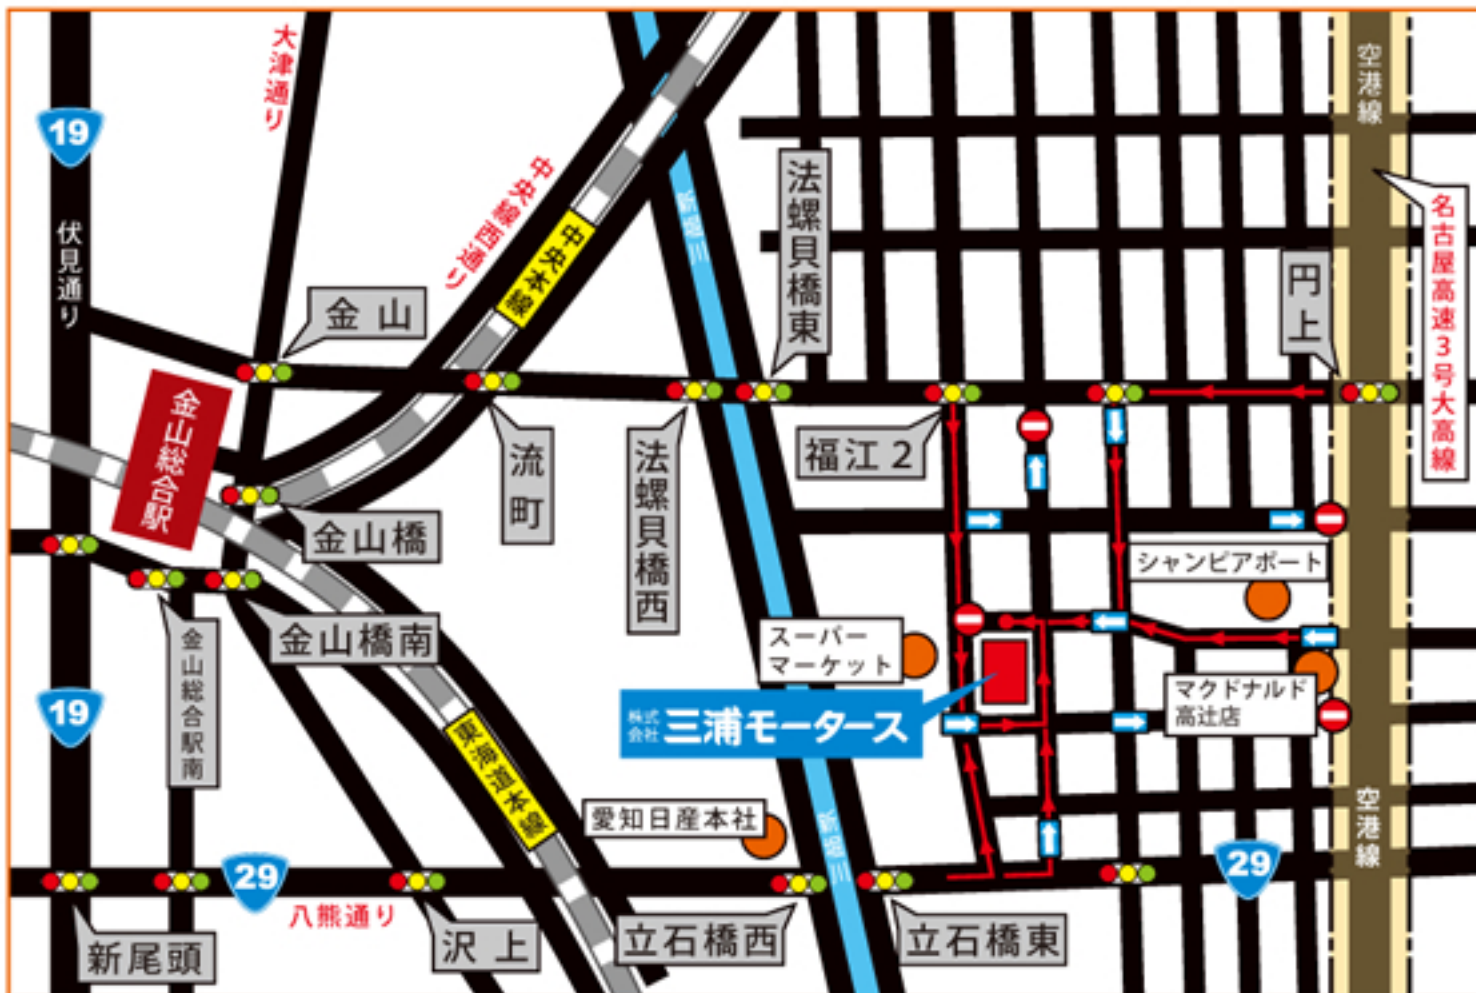 大津通り
空港線
19
中央線西通り
法螺貝橋東
名古屋高速3号大高線
伏見通り
中央本線
円上
金山
金山総合駅
福江2
流町
法螺貝橋西
金山橋
シャンピアポート
金山橋南
スーパー
マーケット
金山総合駅南
マクドナルド
高辻店
19
株式
会社
三浦モータース
東海道本線
愛知日産本社
空港線
29
29
八熊通り
新尾頭
沢上
立石橋西
立石橋東